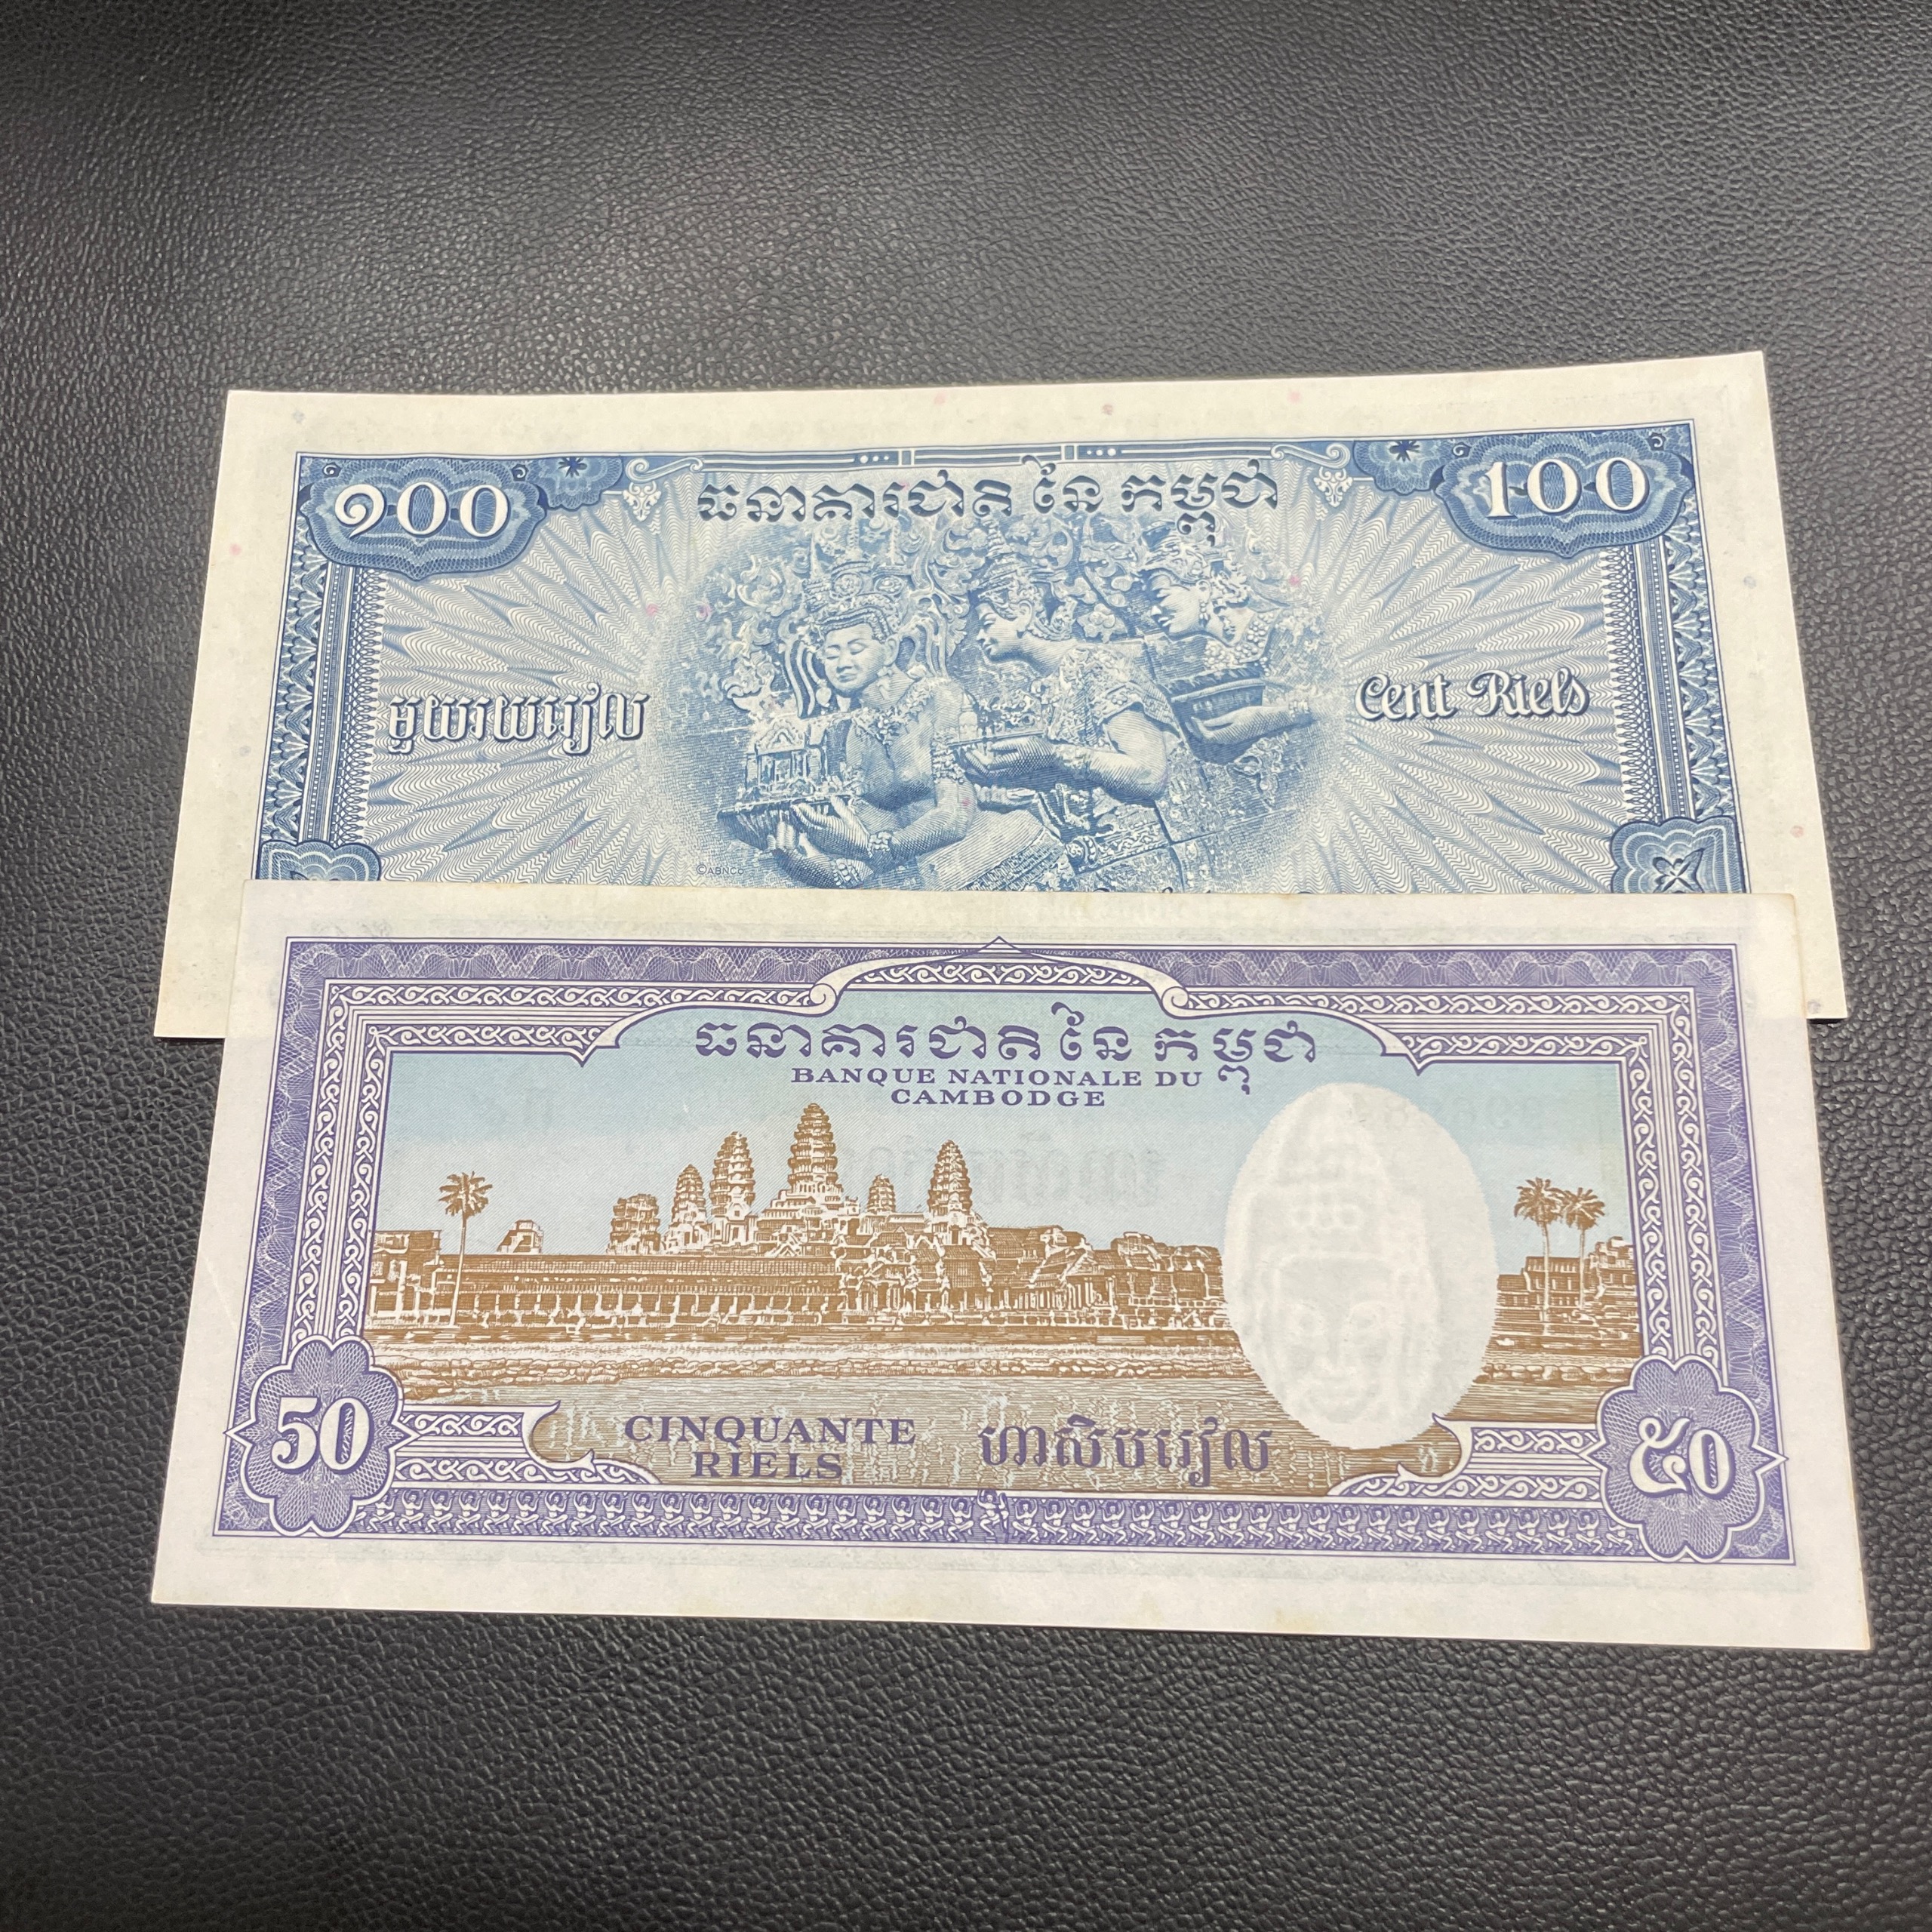 ១00 ធនាគារជាតិ នៃ កម្ពុជា 100
មួយរយរៀល Cent Riels
©ABNCo
ធនាគារជាតិ នៃ កម្ពុជា
BANQUE NATIONALE DU
CAMBODGE
50 CINQUANTE ហាសិបរៀល ៥០
RIELS